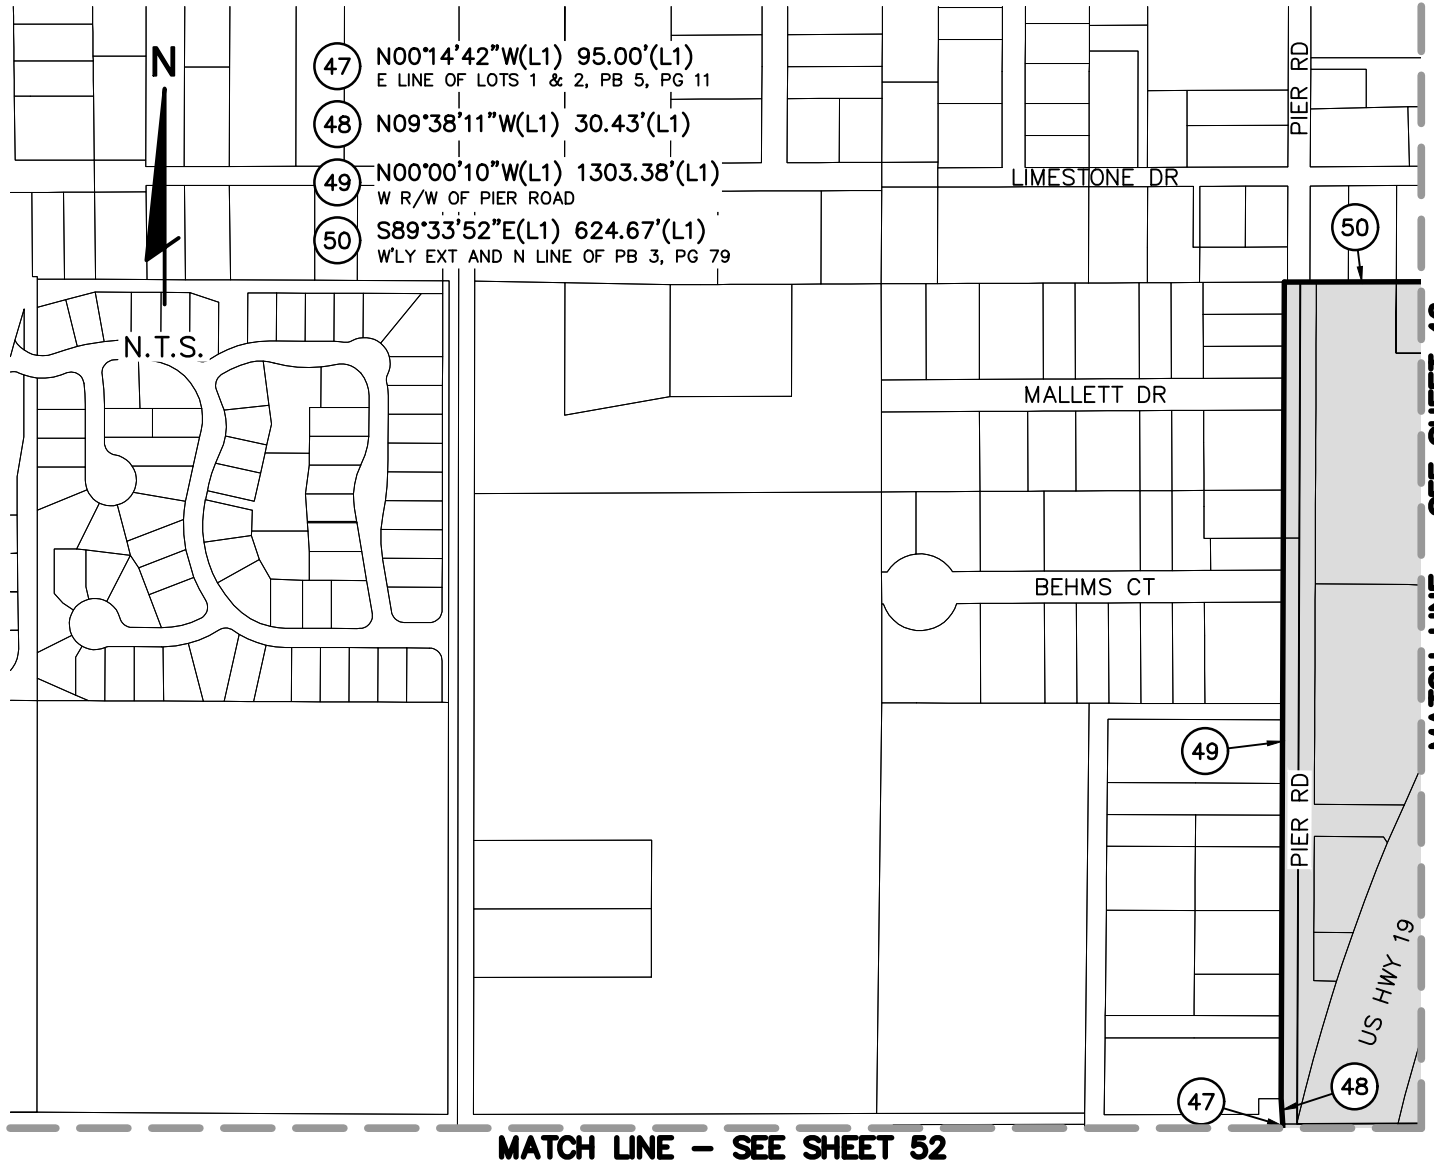 N
47
N00°14'42"W(L1) 95.00'(L1)
E LINE OF LOTS 1 & 2, PB 5, PG 11
48
N09°38'11"W(L1) 30.43'(L1)
49
N00°00'10"W(L1) 1303.38'(L1)
W R/W OF PIER ROAD
50
S89°33'52"E(L1) 624.67'(L1)
W'LY EXT AND N LINE OF PB 3, PG 79
PIER RD
LIMESTONE DR
50
N.T.S.
MALLETT DR
BEHMS CT
49
PIER RD
US HWY 19
48
47
MATCH LINE - SEE SHEET 52